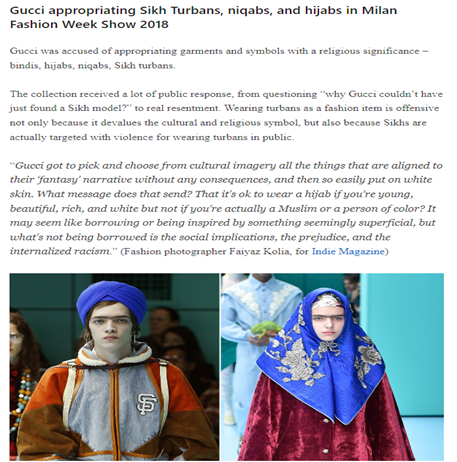 Gucci appropriating Sikh Turbans, niqabs, and hijabs in Milan
Fashion Week Show 2018
Gucci was accused of appropriating garments and symbols with a religious significance –
bindis, hijabs, niqabs, Sikh turbans.
The collection received a lot of public response, from questioning “why Gucci couldn’t have
just found a Sikh model?” to real resentment. Wearing turbans as a fashion item is offensive
not only because it devalues the cultural and religious symbol, but also because Sikhs are
actually targeted with violence for wearing turbans in public.
“Gucci got to pick and choose from cultural imagery all the things that are aligned to
their ‘fantasy’ narrative without any consequences, and then so easily put on white
skin. What message does that send? That it’s ok to wear a hijab if you’re young,
beautiful, rich, and white but not if you’re actually a Muslim or a person of color? It
may seem like borrowing or being inspired by something seemingly superficial, but
what’s not being borrowed is the social implications, the prejudice, and the
internalized racism.” (Fashion photographer Faiyaz Kolia, for Indie Magazine)
SF